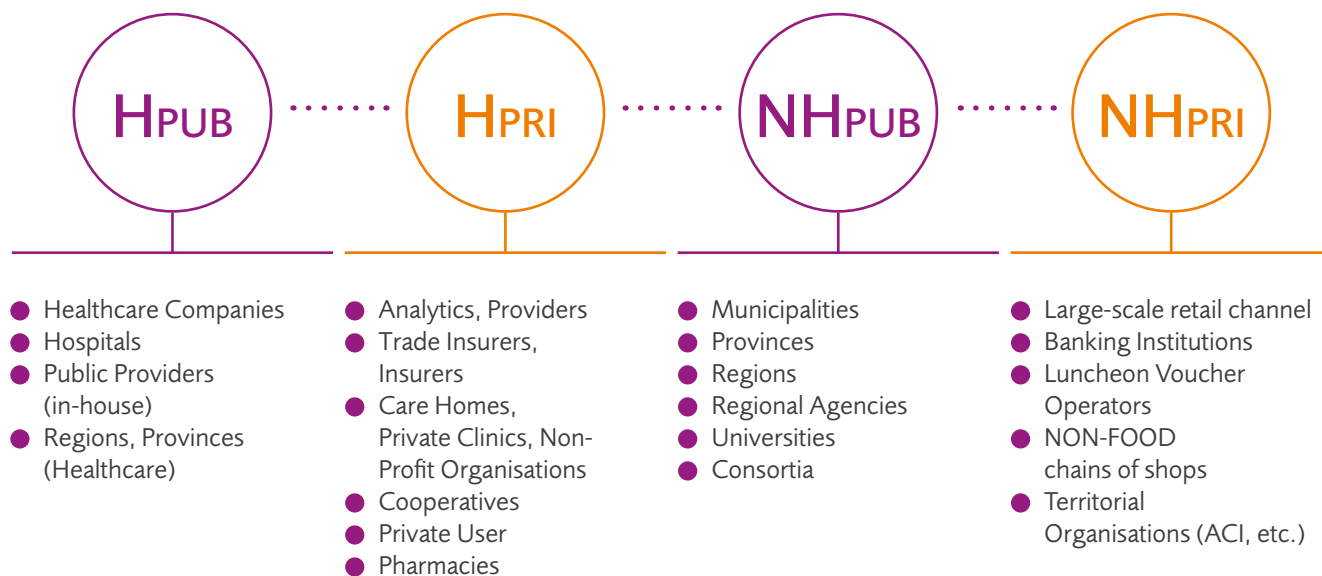 HPUB
HPRI
NHPUB
NHPRI
Healthcare Companies
Hospitals
Public Providers
(in-house)
Regions, Provinces
(Healthcare)
Analytics, Providers
Trade Insurers,
Insurers
Care Homes,
Private Clinics, Non-
Profit Organisations
Cooperatives
Private User
Pharmacies
Municipalities
Provinces
Regions
Regional Agencies
Universities
Consortia
Large-scale retail channel
Banking Institutions
Luncheon Voucher
Operators
NON-FOOD
chains of shops
Territorial
Organisations (ACI, etc.)